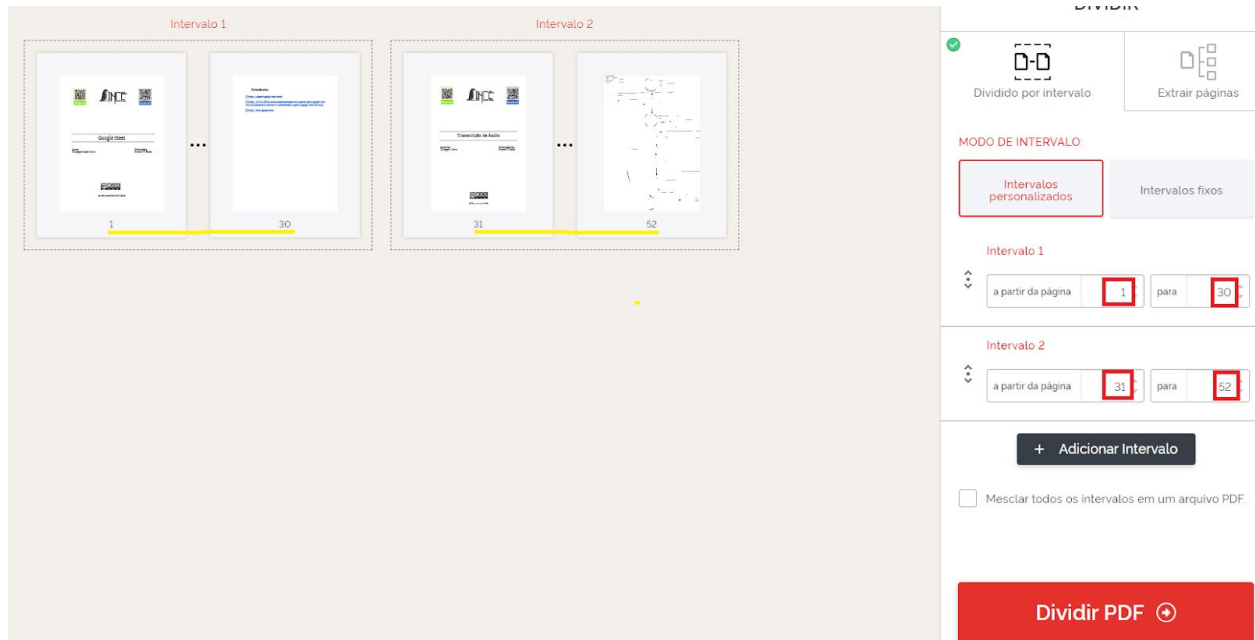 DIVIDIR
Intervalo 1
Intervalo 2
Google Meet
Transcrição de Áudio
...
...
1
30
31
52
Dividido por intervalo
Extrair páginas
MODO DE INTERVALO:
Intervalos
personalizados
Intervalos fixos
Intervalo 1
a partir da página 1 para 30
Intervalo 2
a partir da página 31 para 52
+ Adicionar Intervalo
Mesclar todos os intervalos em um arquivo PDF.
Dividir PDF